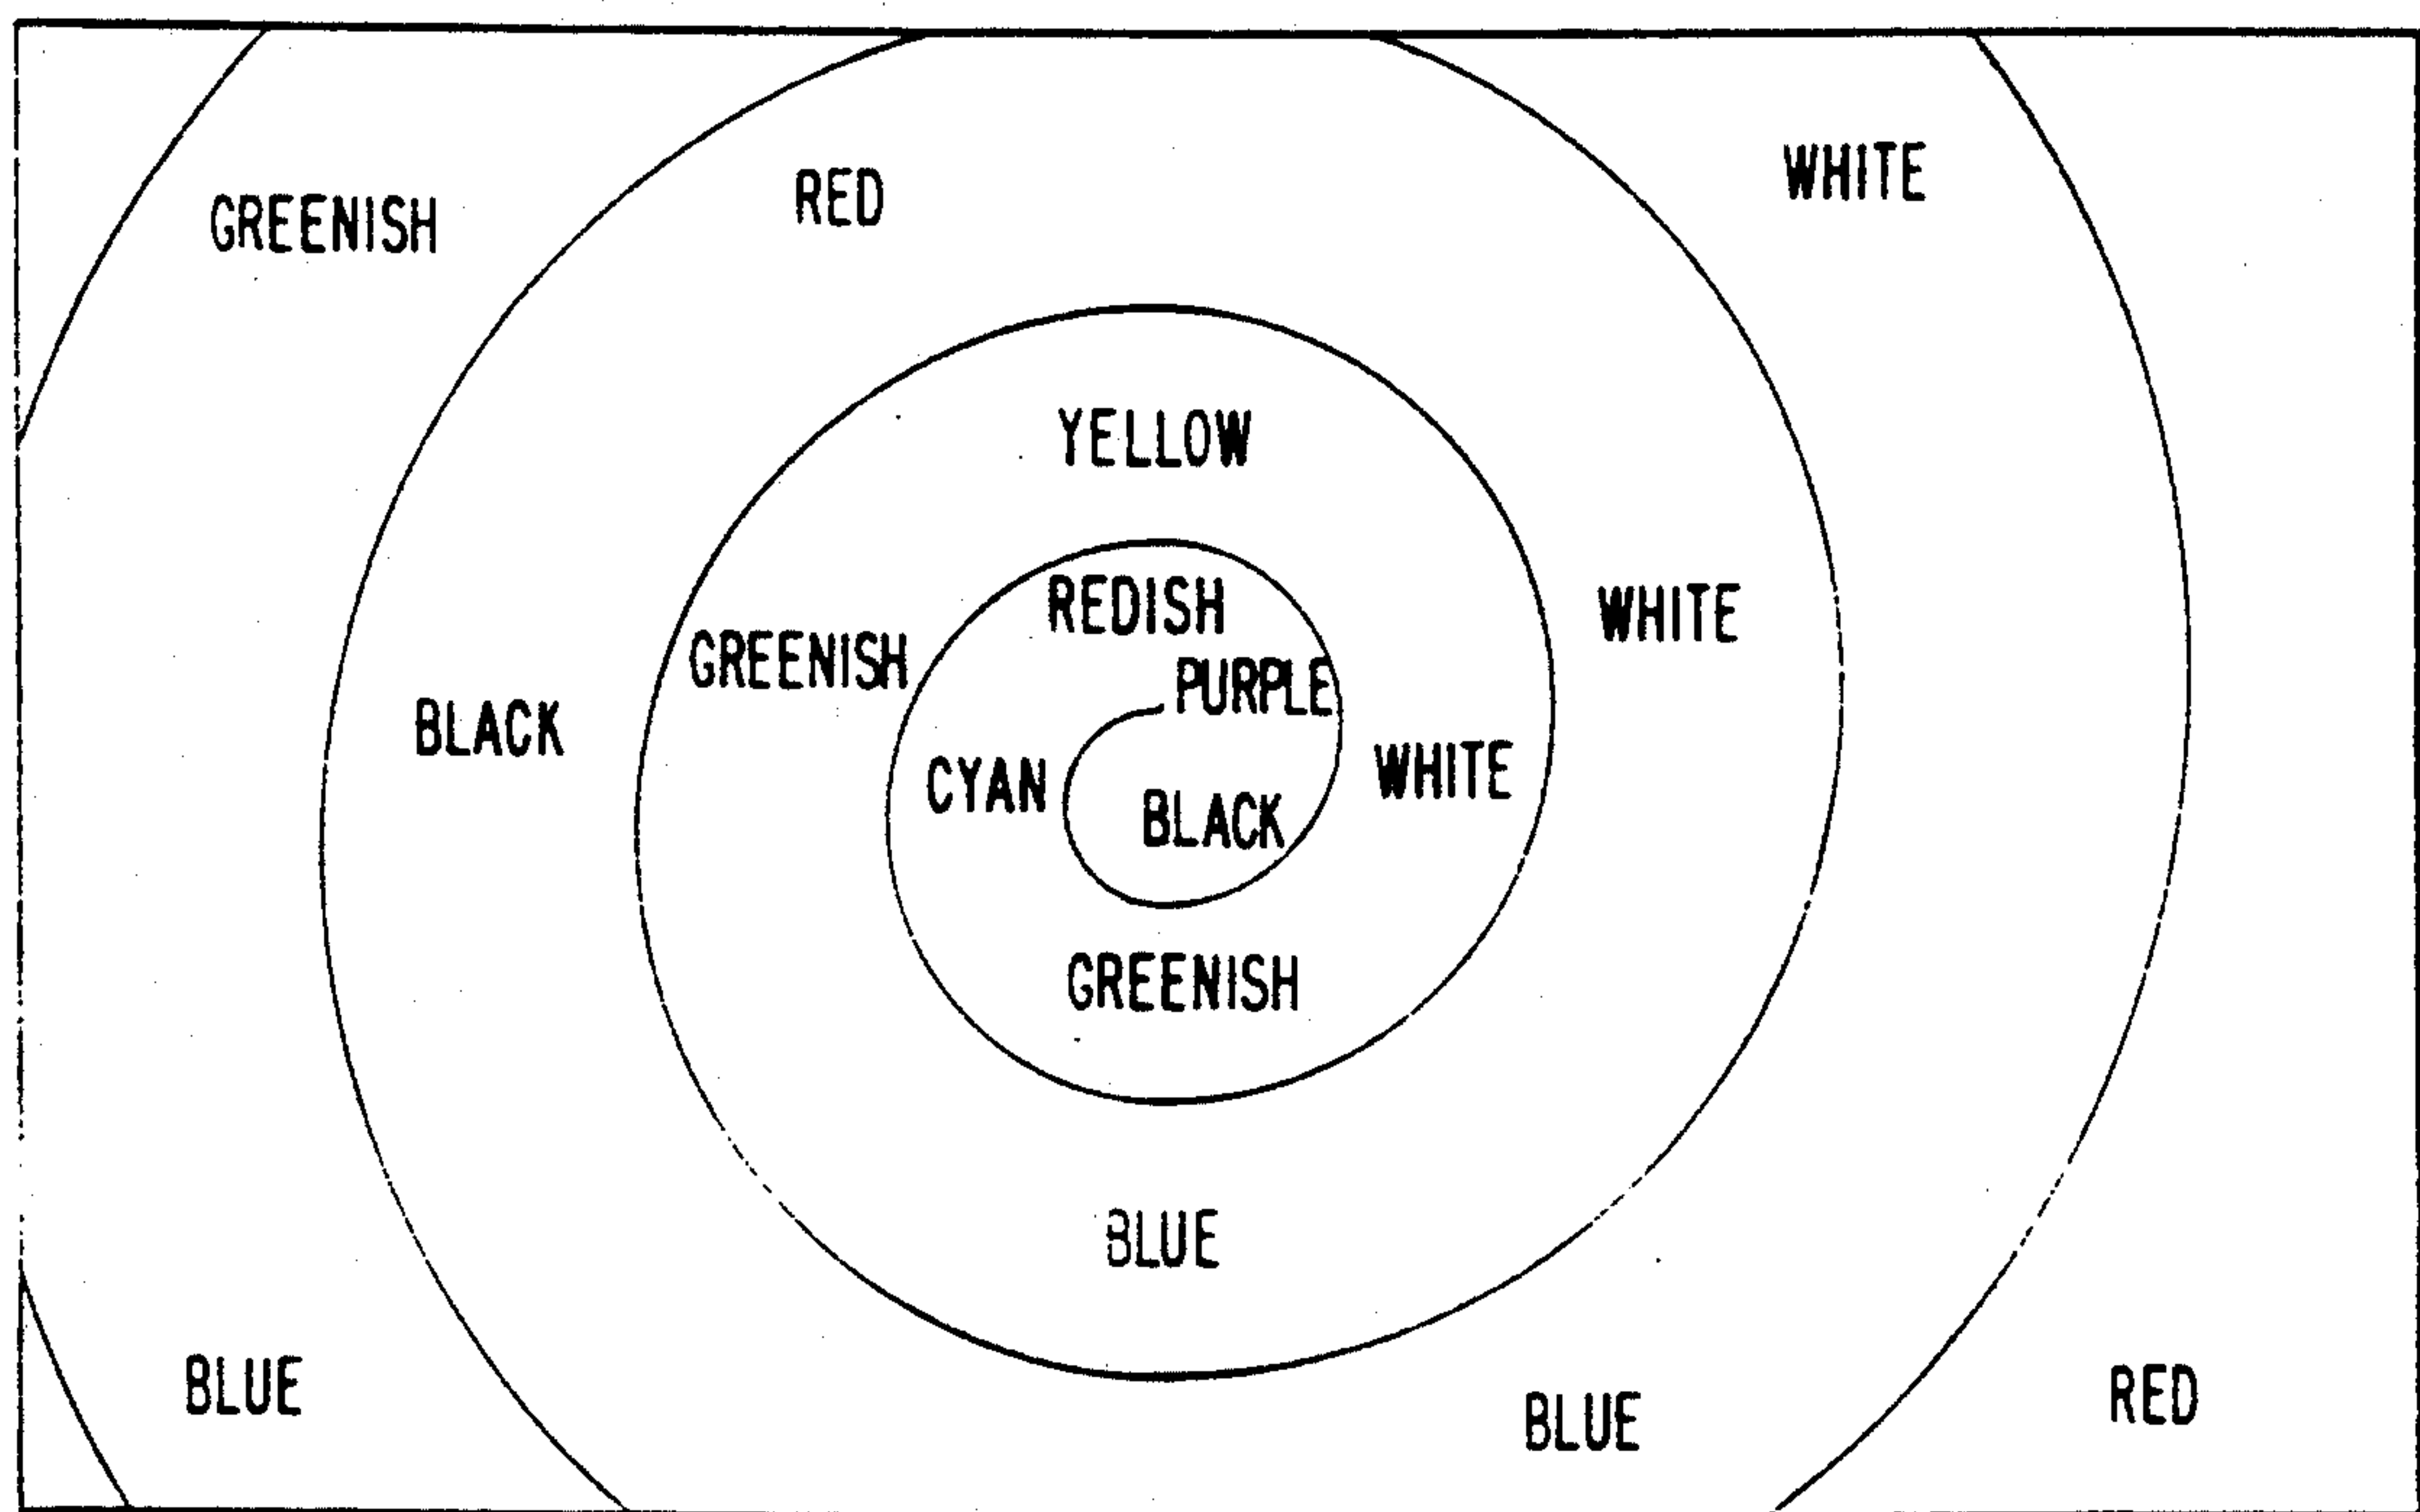 WHITE
RED
GREENISH
YELLOW
REDISH
WHITE
GREENISH
PURPLE
BLACK
CYAN
WHITE
BLACK
GREENISH
BLUE
BLUE
BLUE
RED